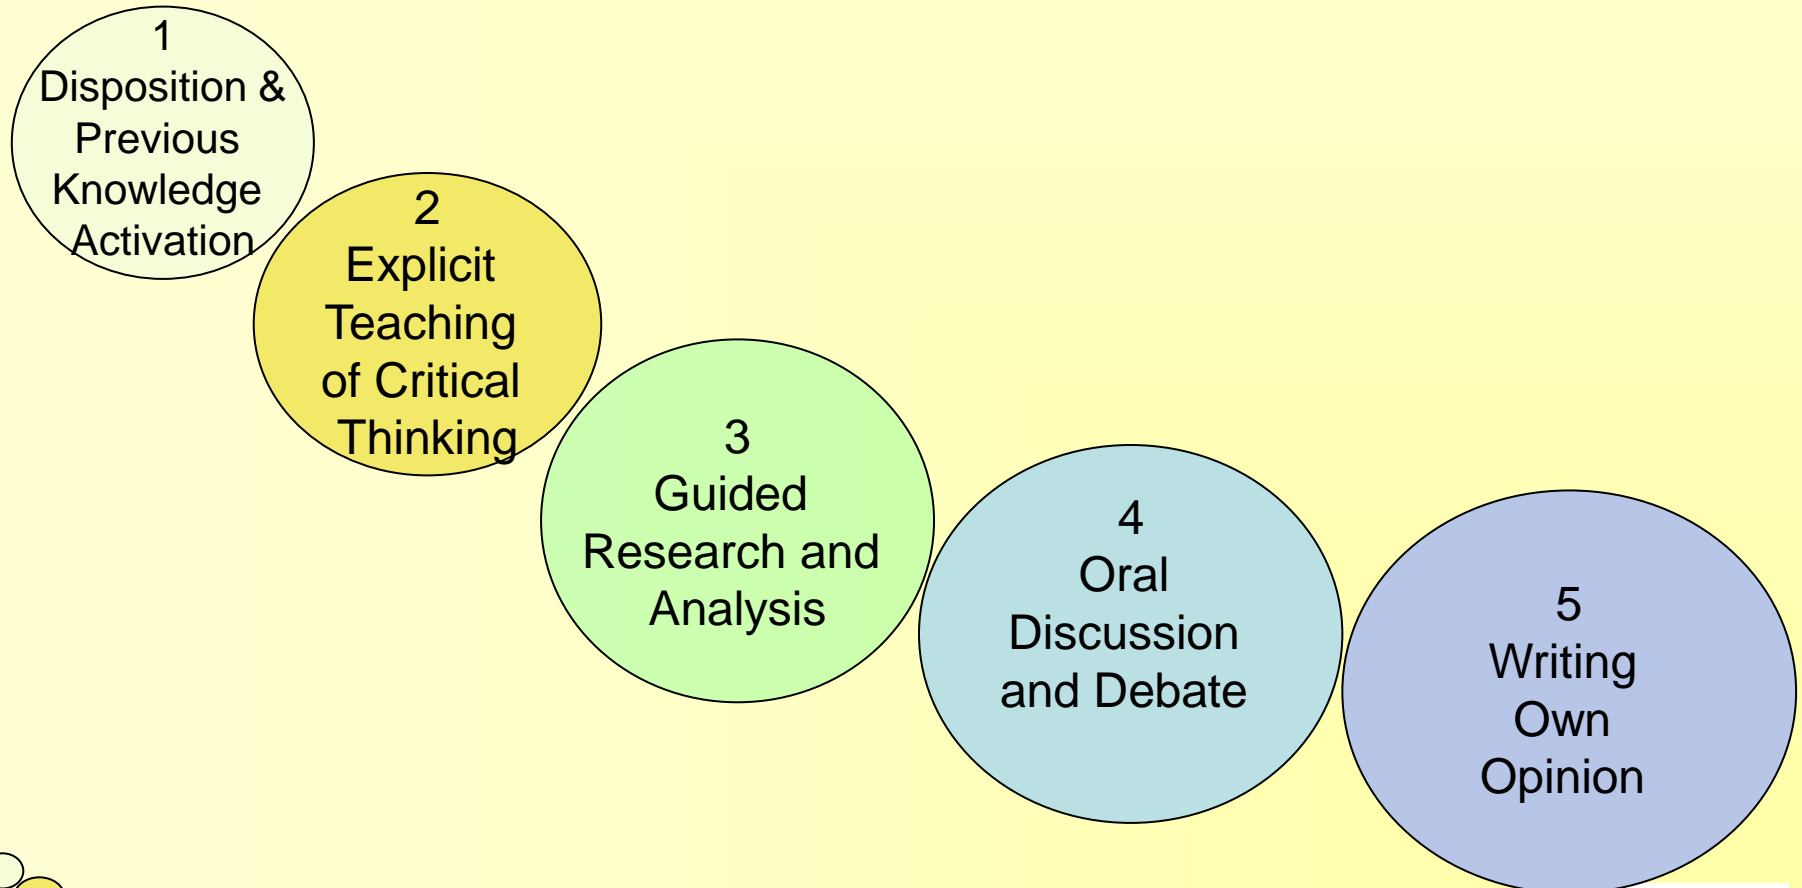 1
Disposition &
Previous
Knowledge
Activation
2
Explicit
Teaching
of Critical
Thinking
3
Guided
Research and
Analysis
4
Oral
Discussion
and Debate
5
Writing
Own
Opinion